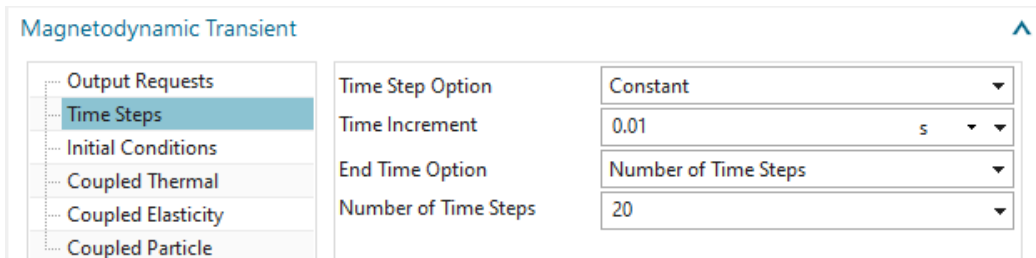 Magnetodynamic Transient
Output Requests
Time Steps
Initial Conditions
Coupled Thermal
Coupled Elasticity
Coupled Particle
Time Step Option Constant
Time Increment 0.01 s
End Time Option Number of Time Steps
Number of Time Steps 20